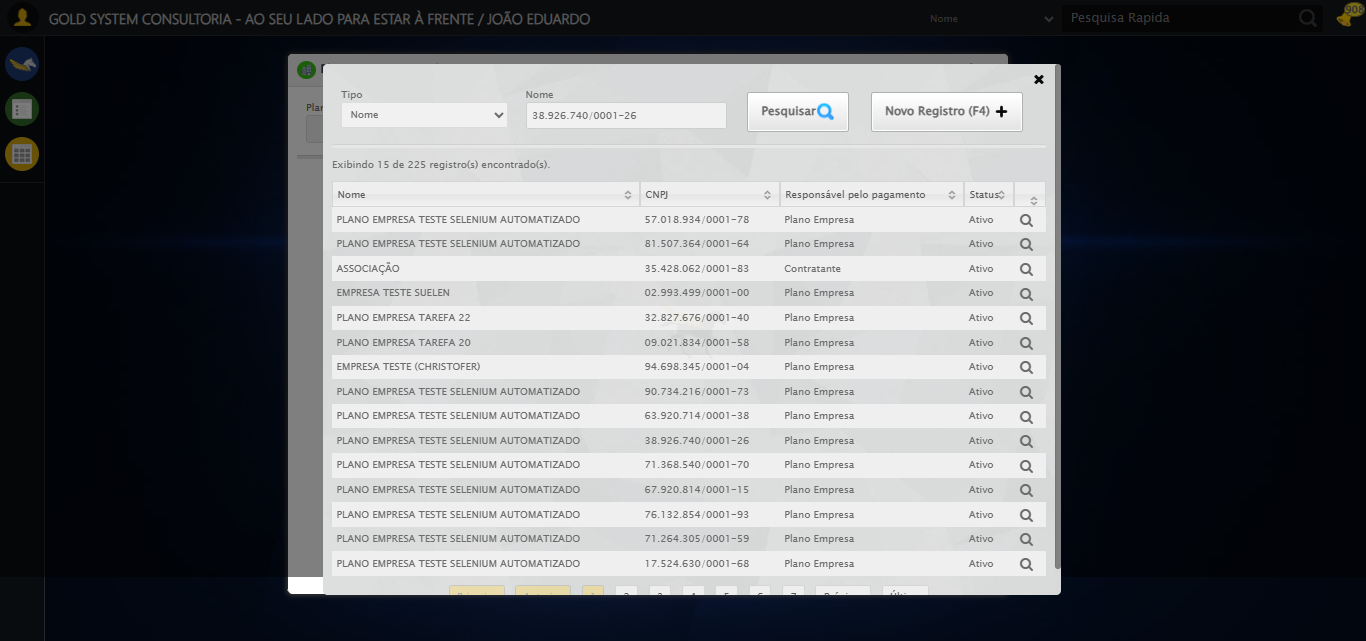 GOLD SYSTEM CONSULTORIA - AO SEU LADO PARA ESTAR À FRENTE / JOÃO EDUARDO
Nome
Pesquisa Rapida
908
Tipo
Nome
Nome
38.926.740/0001-26
Pesquisar
Novo Registro (F4)
Exibindo 15 de 225 registro(s) encontrado(s).
Nome CNPJ Responsável pelo pagamento Status
PLANO EMPRESA TESTE SELENIUM AUTOMATIZADO 57.018.934/0001-78 Plano Empresa Ativo
PLANO EMPRESA TESTE SELENIUM AUTOMATIZADO 81.507.364/0001-64 Plano Empresa Ativo
ASSOCIAÇÃO 35.428.062/0001-83 Contratante Ativo
EMPRESA TESTE SUELEN 02.993.499/0001-00 Plano Empresa Ativo
PLANO EMPRESA TAREFA 22 32.827.676/0001-40 Plano Empresa Ativo
PLANO EMPRESA TAREFA 20 09.021.834/0001-58 Plano Empresa Ativo
EMPRESA TESTE (CHRISTOFER) 94.698.345/0001-04 Plano Empresa Ativo
PLANO EMPRESA TESTE SELENIUM AUTOMATIZADO 90.734.216/0001-73 Plano Empresa Ativo
PLANO EMPRESA TESTE SELENIUM AUTOMATIZADO 63.920.714/0001-38 Plano Empresa Ativo
PLANO EMPRESA TESTE SELENIUM AUTOMATIZADO 38.926.740/0001-26 Plano Empresa Ativo
PLANO EMPRESA TESTE SELENIUM AUTOMATIZADO 71.368.540/0001-70 Plano Empresa Ativo
PLANO EMPRESA TESTE SELENIUM AUTOMATIZADO 67.920.814/0001-15 Plano Empresa Ativo
PLANO EMPRESA TESTE SELENIUM AUTOMATIZADO 76.132.854/0001-93 Plano Empresa Ativo
PLANO EMPRESA TESTE SELENIUM AUTOMATIZADO 71.264.305/0001-59 Plano Empresa Ativo
PLANO EMPRESA TESTE SELENIUM AUTOMATIZADO 17.524.630/0001-68 Plano Empresa Ativo